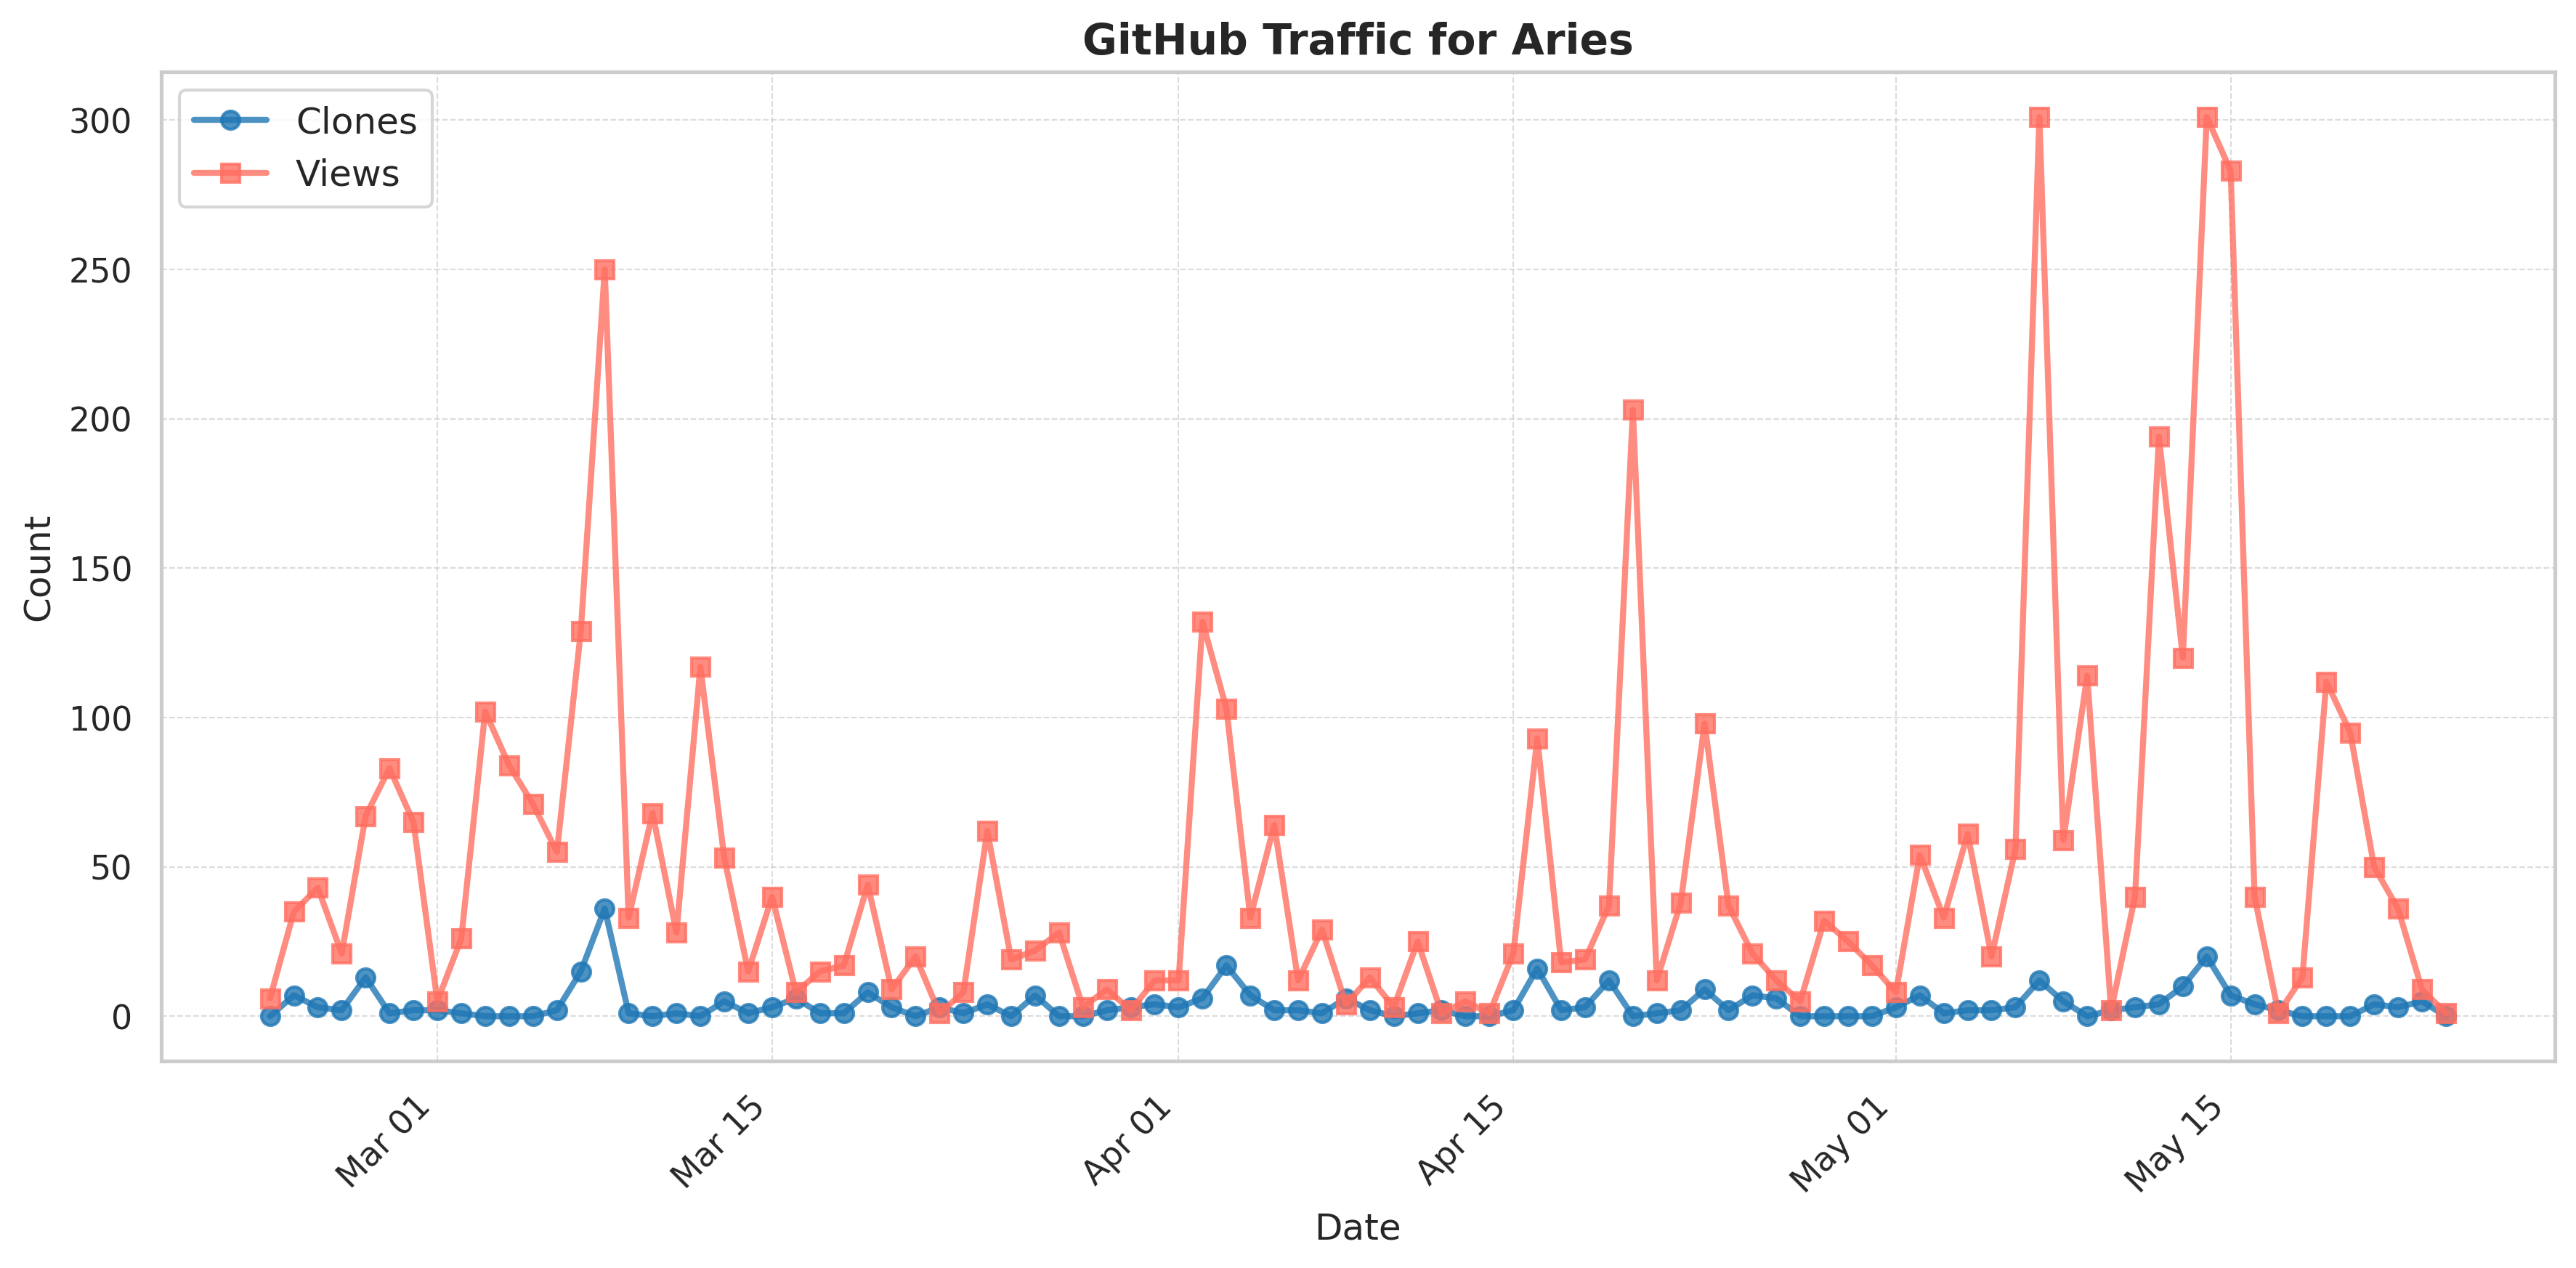 GitHub Traffic for Aries
Clones
Views
300
250
200
150
100
50
0
Count
Mar 01
Mar 15
Apr 01
Apr 15
May 01
May 15
Date